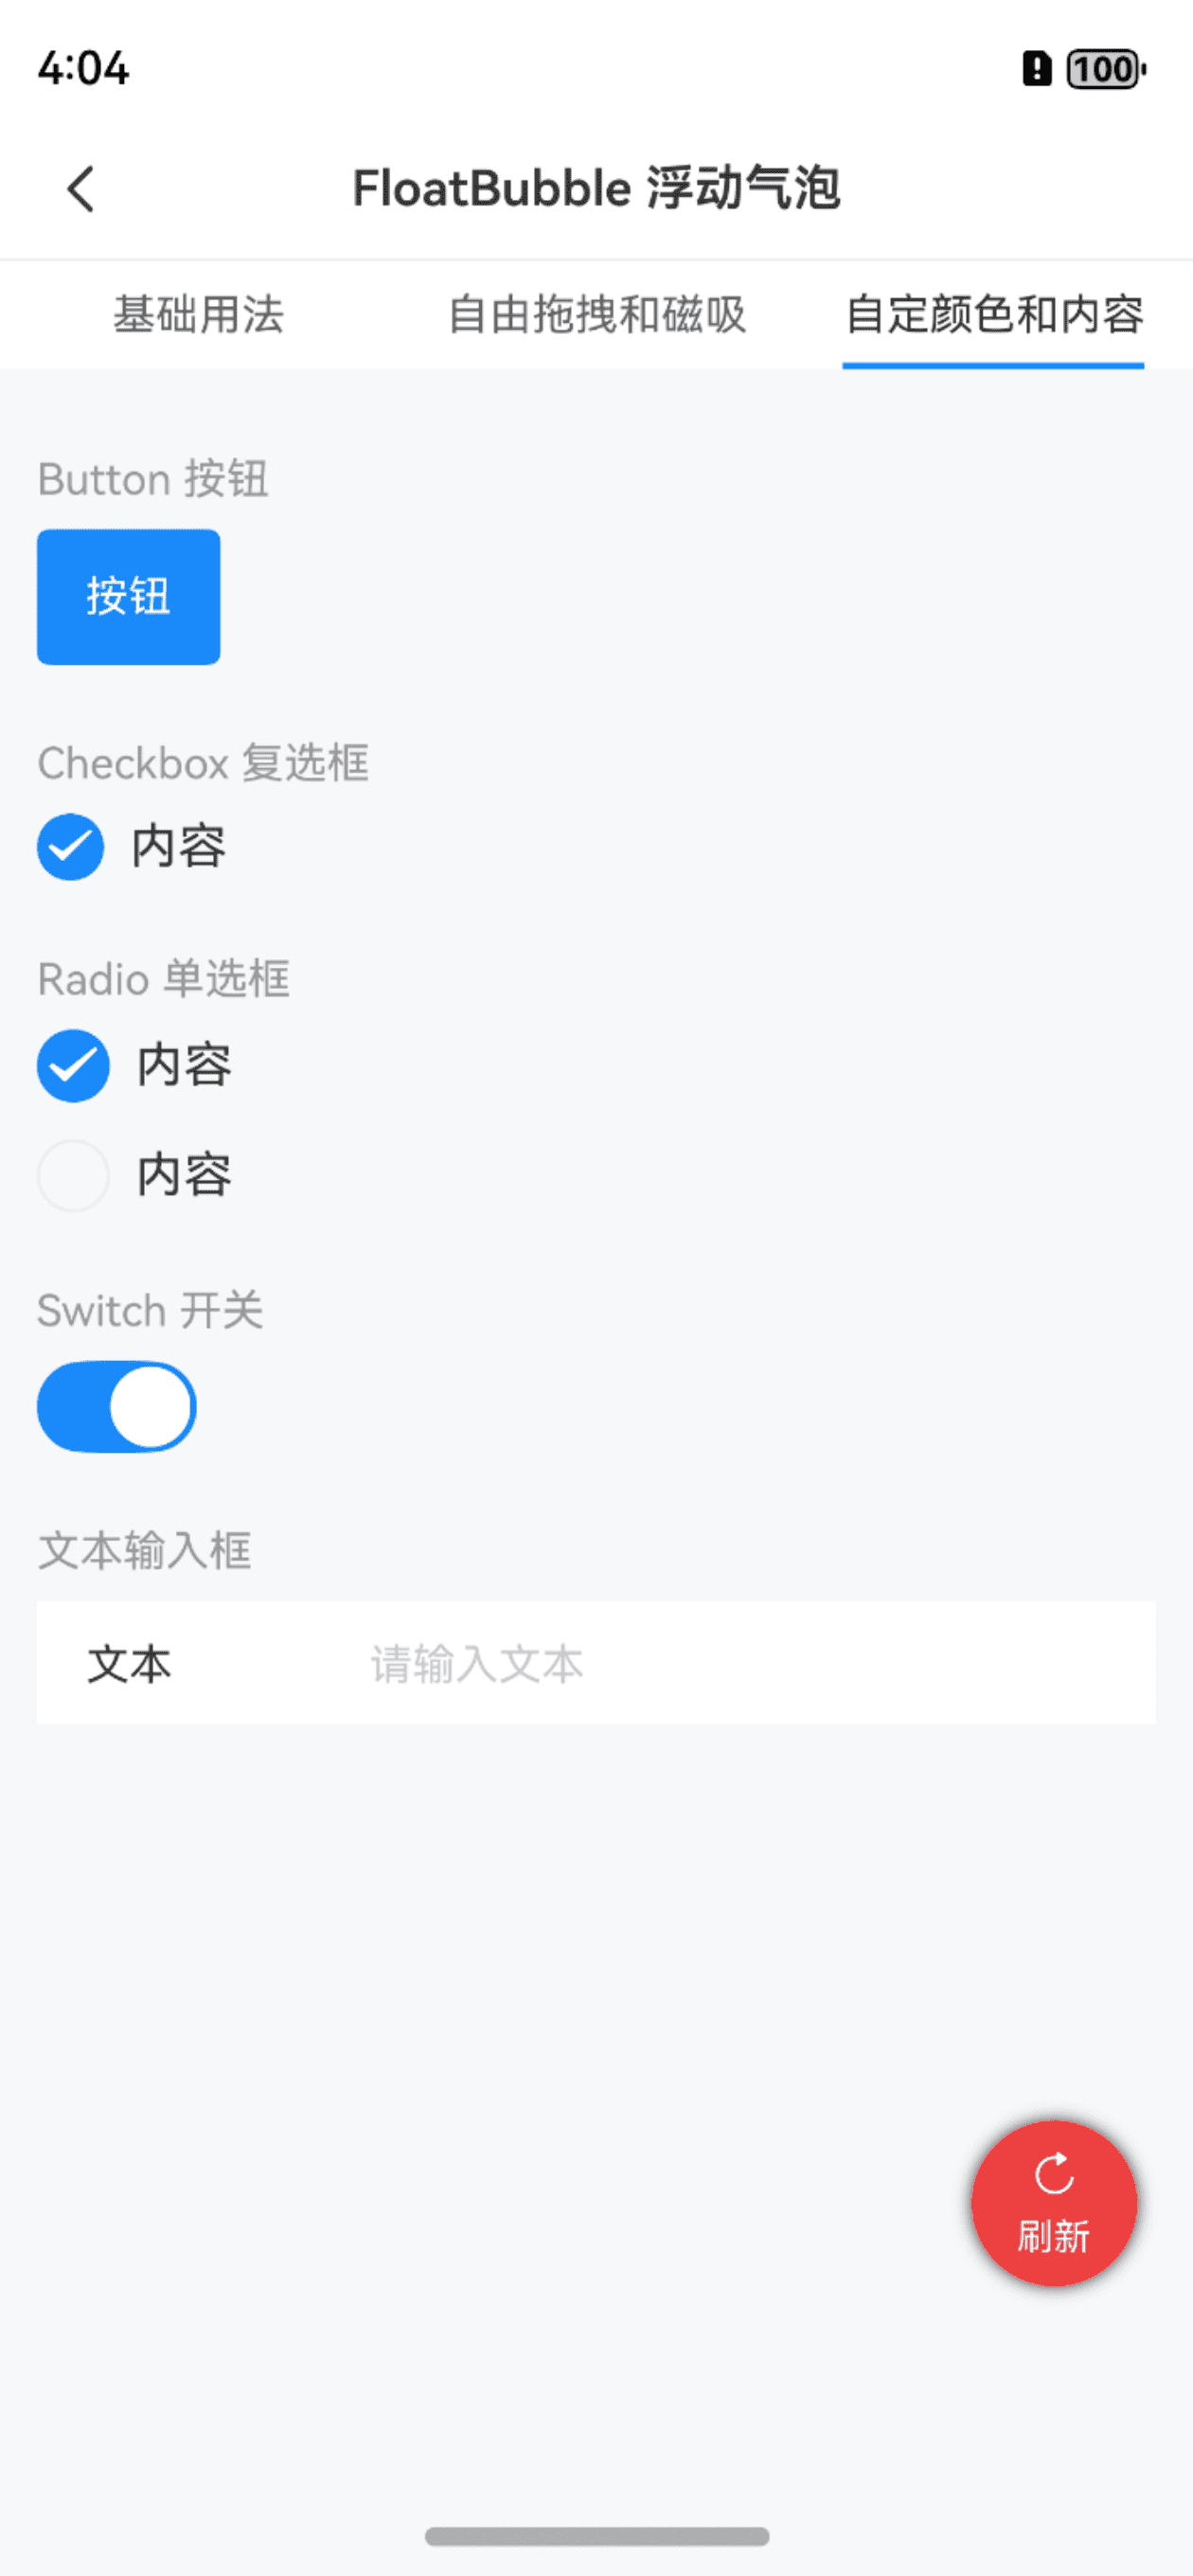 4:04
100
FloatBubble 浮动气泡
基础用法 自由拖拽和磁吸 自定颜色和内容
Button 按钮
按钮
Checkbox 复选框
内容
Radio 单选框
内容
内容
Switch 开关
文本输入框
文本 请输入文本
刷新